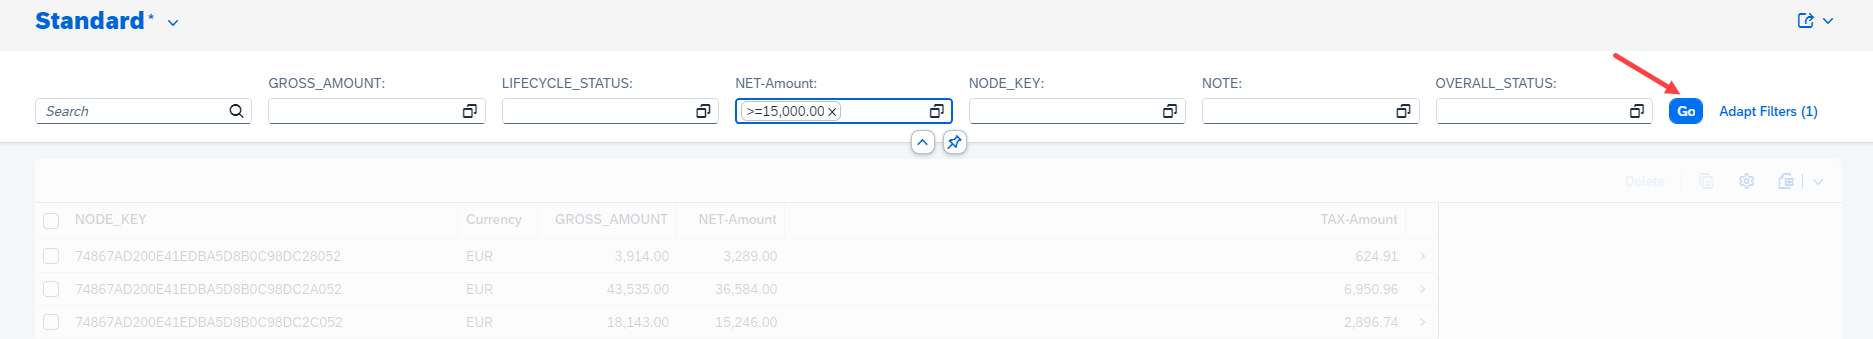 Standard *
GROSS_AMOUNT: LIFECYCLE_STATUS: NET-Amount: NODE_KEY: NOTE: OVERALL_STATUS:
Search >=15,000.00 Go Adapt Filters (1)
Delete
NODE_KEY Currency GROSS_AMOUNT NET-Amount TAX-Amount
74867AD200E41EDBA5D8B0C98DC28052 EUR 3,914.00 3,289.00 624.91
74867AD200E41EDBA5D8B0C98DC2A052 EUR 43,535.00 36,584.00 6,950.96
74867AD200E41EDBA5D8B0C98DC2C052 EUR 18,143.00 15,246.00 2,896.74